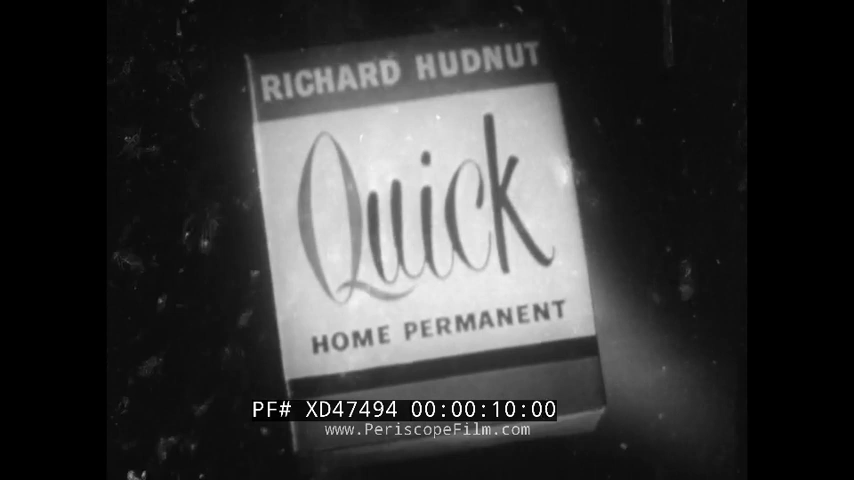 RICHARD HUDNUT
Quick
HOME PERMANENT
PF# XD47494 00:00:10:00
www.PeriscopeFilm.com